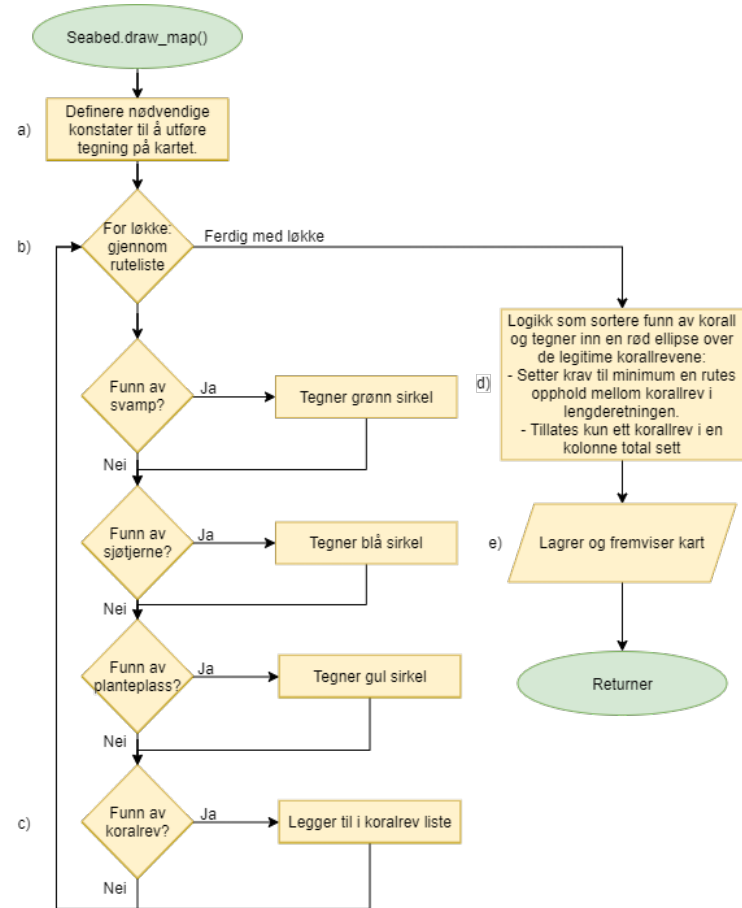 Seabed.draw_map()
a)
Definere nødvendige
konstater til å utføre
tegning på kartet.
b)
For løkke:
gjennom
ruteliste
Ferdig med løkke
Funn av
svamp?
Ja
Tegner grønn sirkel
Nei
Funn av
sjøtjerne?
Ja
Tegner blå sirkel
Nei
Funn av
planteplass?
Ja
Tegner gul sirkel
Nei
c)
Funn av
koralrev?
Ja
Legger til i koralrev liste
Nei
d)
Logikk som sortere funn av korall
og tegner inn en rød ellipse over
de legitime korallrevene:
- Setter krav til minimum en rutes
opphold mellom korallrev i
lengderetningen.
- Tillates kun ett korallrev i en
kolonne total sett
e)
Lagrer og fremviser kart
Returner